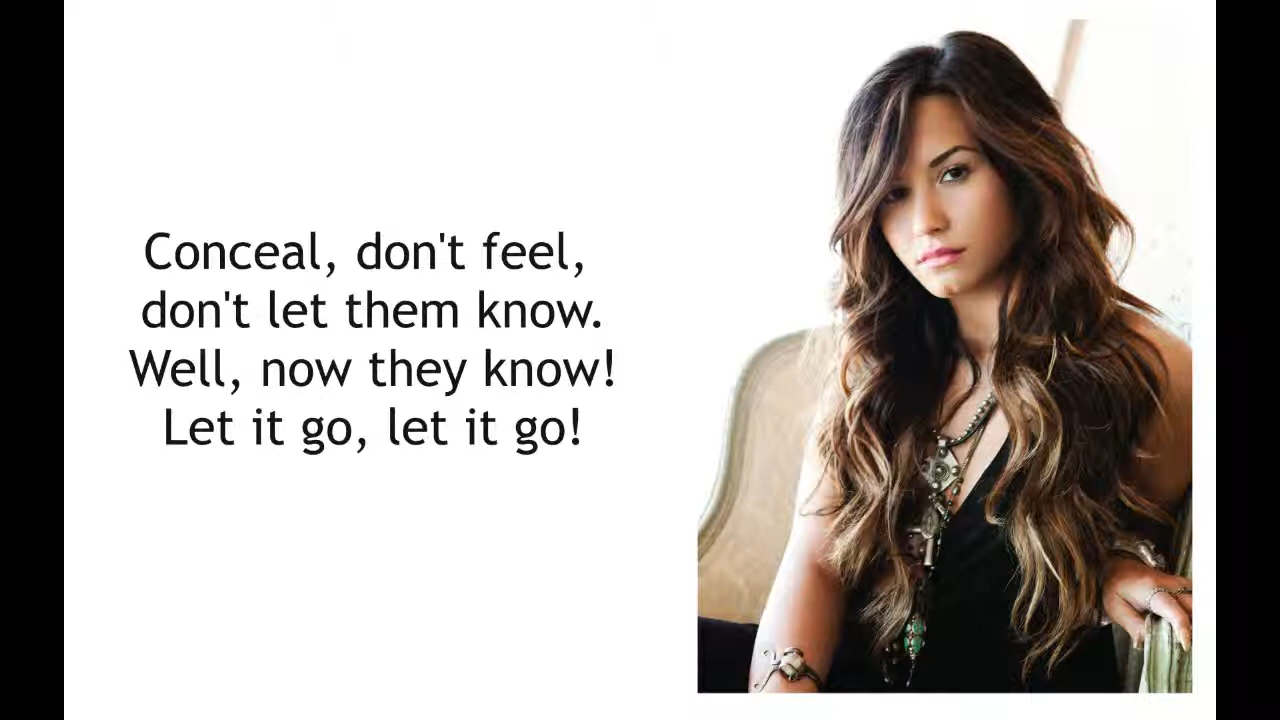 Conceal, don't feel,
don't let them know.
Well, now they know!
Let it go, let it go!